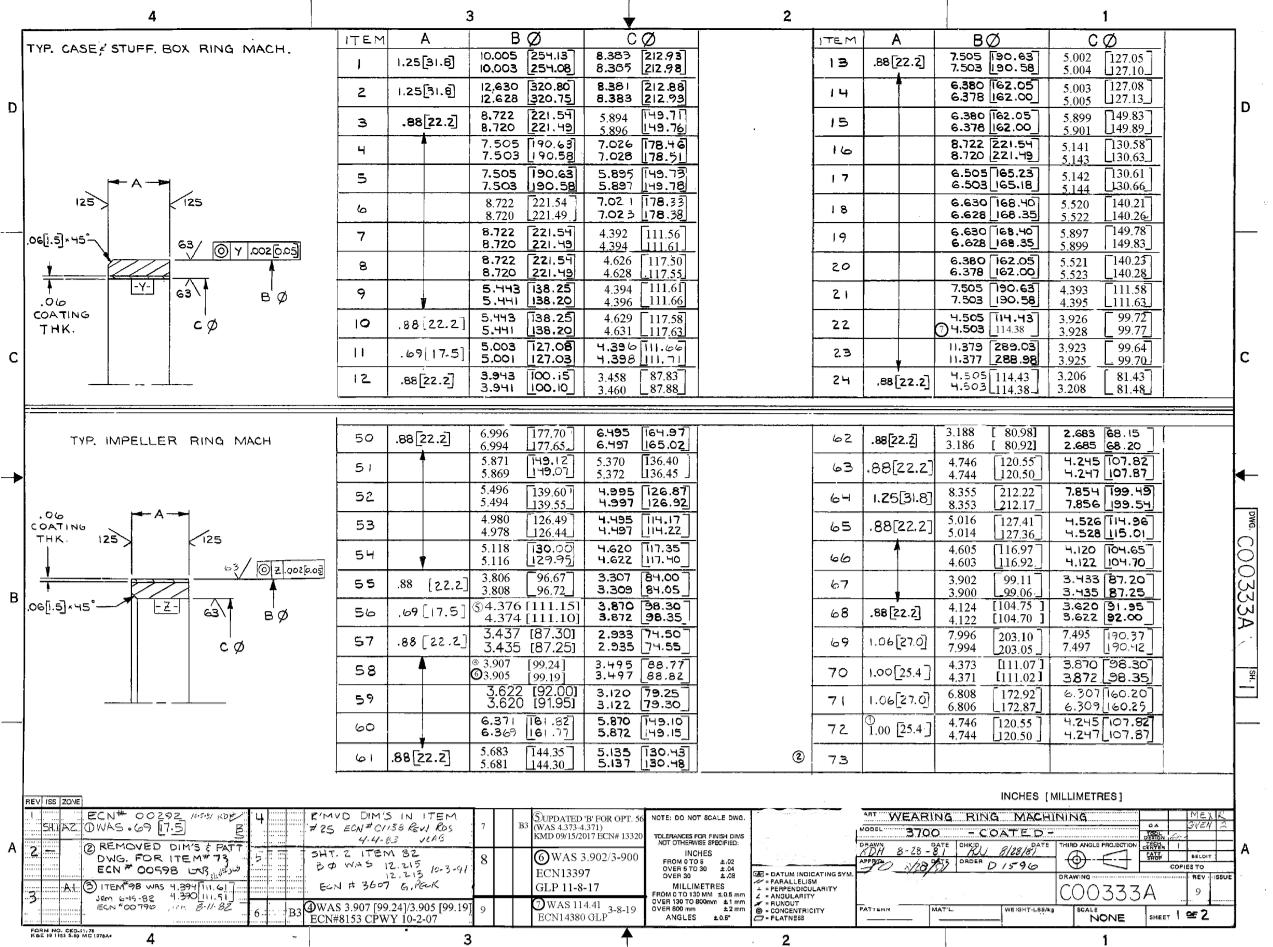 4 3 2 1
TYP. CASE & STUFF. BOX RING MACH.
A
125 125
.06[1.5]×45°
63 ◎ Y .002[0.05]
-Y-
63
B Ø
.06
COATING
THK.
C Ø
ITEM A B Ø C Ø
1 1.25[31.8] 10.005 [254.13] 8.383 [212.93]
10.003 [254.08] 8.385 [212.98]
2 1.25[31.8] 12.630 [320.80] 8.381 [212.88]
12.628 [320.75] 8.383 [212.93]
3 .88[22.2] 8.722 [221.54] 5.894 [149.71]
8.720 [221.49] 5.896 [149.76]
4 7.505 [190.63] 7.026 [178.46]
7.503 [190.58] 7.028 [178.51]
5 7.505 [190.63] 5.895 [149.73]
7.503 [190.58] 5.897 [149.78]
6 8.722 [221.54] 7.021 [178.33]
8.720 [221.49] 7.023 [178.38]
7 8.722 [221.54] 4.392 [111.56]
8.720 [221.49] 4.394 [111.61]
8 8.722 [221.54] 4.626 [117.50]
8.720 [221.49] 4.628 [117.55]
9 5.443 [138.25] 4.394 [111.61]
5.441 [138.20] 4.396 [111.66]
10 .88[22.2] 5.443 [138.25] 4.629 [117.58]
5.441 [138.20] 4.631 [117.63]
11 .69[17.5] 5.003 [127.08] 4.396 [111.66]
5.001 [127.03] 4.398 [111.71]
12 .88[22.2] 3.943 [100.15] 3.458 [87.83]
3.941 [100.10] 3.460 [87.88]
ITEM A B Ø C Ø
13 .88[22.2] 7.505 [190.63] 5.002 [127.05]
7.503 [190.58] 5.004 [127.10]
14 6.380 [162.05] 5.003 [127.08]
6.378 [162.00] 5.005 [127.13]
15 6.380 [162.05] 5.899 [149.83]
6.378 [162.00] 5.901 [149.89]
16 8.722 [221.54] 5.141 [130.58]
8.720 [221.49] 5.143 [130.63]
17 6.505 [165.23] 5.142 [130.61]
6.503 [165.18] 5.144 [130.66]
18 6.630 [168.40] 5.520 [140.21]
6.628 [168.35] 5.522 [140.26]
19 6.630 [168.40] 5.897 [149.78]
6.628 [168.35] 5.899 [149.83]
20 6.380 [162.05] 5.521 [140.23]
6.378 [162.00] 5.523 [140.28]
21 7.505 [190.63] 4.393 [111.58]
7.503 [190.58] 4.395 [111.63]
22 4.505 [114.43] 3.926 [99.72]
⑦ 4.503 [114.38] 3.928 [99.77]
23 11.379 [289.03] 3.923 [99.64]
11.377 [288.98] 3.925 [99.70]
24 .88[22.2] 4.505 [114.43] 3.206 [81.43]
4.503 [114.38] 3.208 [81.48]
TYP. IMPELLER RING MACH
.06
COATING
THK.
A
125 125
63 ◎ Z .002[0.05]
.06[1.5]×45°
-Z-
63
B Ø
C Ø
50 .88[22.2] 6.996 [177.70] 6.495 [164.97]
6.994 [177.65] 6.497 [165.02]
51 5.871 [149.12] 5.370 [136.40]
5.869 [149.07] 5.372 [136.45]
52 5.496 [139.60] 4.995 [126.87]
5.494 [139.55] 4.997 [126.92]
53 4.980 [126.49] 4.495 [114.17]
4.978 [126.44] 4.497 [114.22]
54 5.118 [130.00] 4.620 [117.35]
5.116 [129.95] 4.622 [117.40]
55 .88 [22.2] 3.806 [96.67] 3.307 [84.00]
3.808 [96.72] 3.309 [84.05]
56 .69[17.5] ⑤ 4.376 [111.15] 3.870 [98.30]
4.374 [111.10] 3.872 [98.35]
57 .88 [22.2] 3.437 [87.30] 2.933 [74.50]
3.435 [87.25] 2.935 [74.55]
58 3.907 [99.24] 3.495 [88.77]
3.905 [99.19] 3.497 [88.82]
59 3.622 [92.00] 3.120 [79.25]
3.620 [91.95] 3.122 [79.30]
60 6.371 [161.82] 5.870 [149.10]
6.369 [161.77] 5.872 [149.15]
61 .88[22.2] 5.683 [144.35] 5.135 [130.43]
5.681 [144.30] 5.137 [130.48]
62 .88[22.2] 3.188 [80.98] 2.683 [68.15]
3.186 [80.92] 2.685 [68.20]
63 .88[22.2] 4.746 [120.55] 4.245 [107.82]
4.744 [120.50] 4.247 [107.87]
64 1.25[31.8] 8.355 [212.22] 7.854 [199.49]
8.353 [212.17] 7.856 [199.54]
65 .88[22.2] 5.016 [127.41] 4.526 [114.96]
5.014 [127.36] 4.528 [115.01]
66 4.605 [116.97] 4.120 [104.65]
4.603 [116.92] 4.122 [104.70]
67 3.902 [99.11] 3.433 [87.20]
3.900 [99.06] 3.435 [87.25]
68 .88[22.2] 4.124 [104.75] 3.620 [91.95]
4.122 [104.70] 3.622 [92.00]
69 1.06[27.0] 7.996 [203.10] 7.495 [190.37]
7.994 [203.05] 7.497 [190.42]
70 1.00[25.4] 4.373 [111.07] 3.870 [98.30]
4.371 [111.02] 3.872 [98.35]
71 1.06[27.0] 6.808 [172.92] 6.307 [160.20]
6.806 [172.87] 6.309 [160.25]
72 ① 1.00 [25.4] 4.746 [120.55] 4.245 [107.82]
4.744 [120.50] 4.247 [107.87]
② 73
D
C
B
A
D
C
B
A
DWG. C00333A SH. 1
INCHES [MILLIMETRES]
REV ISS ZONE
1 SH.1 A2 ECN# 00292
① WAS .69 [17.5]
2 ② REMOVED DIM'S & PATT
DWG. FOR ITEM# 73
ECN # 00598
3 A1 ③ ITEM#98 WAS 4.394 [111.61]
4.390 [111.51]
JRM 6-15-82
ECN #00790 8-11-82
4 R'MVD DIM'S IN ITEM
#25 ECN #01138 REV1 RDS
4-4-83
5 SHT. 2 ITEM 82
B Ø WAS 12.215
12.213 10-3-91
ECN # 3607 G.PECK
6 B3 ④ WAS 3.907 [99.24]/3.905 [99.19]
ECN#8153 CPWY 10-2-07
7 B3 ⑤ UPDATED 'B' FOR OPT. 56
(WAS 4.373-4.371)
KMD 09/15/2017 ECN# 13320
8 ⑥ WAS 3.902/3-900
ECN13397
GLP 11-8-17
9 ⑦ WAS 114.41
ECN14380 GLP 3-8-19
NOTE: DO NOT SCALE DWG.
TOLERANCES FOR FINISH DIMS
NOT OTHERWISE SPECIFIED:
INCHES
FROM 0 TO 5 ±.02
OVER 5 TO 30 ±.04
OVER 30 ±.08
MILLIMETRES
FROM 0 TO 130 MM ±0.5 mm
OVER 130 TO 800mm ±1 mm
OVER 800 mm ±2 mm
ANGLES ±0.5°
= DATUM INDICATING SYM.
= PARALLELISM
= PERPENDICULARITY
= ANGULARITY
= RUNOUT
= CONCENTRICITY
= FLATNESS
ART WEARING RING MACHINING
MODEL 3700 - COATED -
DRAWN DATE CHK'D DATE
KDH 8-28-81 8/28/81
APPR'D DATE ORDER D1596
THIRD ANGLE PROJECTION
PATTERN MAT'L. WEIGHT-LBS/kg
COPIES TO
DRAWING REV ISSUE
C00333A 9
SCALE NONE SHEET 1 OF 2
FORM NO. CED-11.78
4 3 2 1